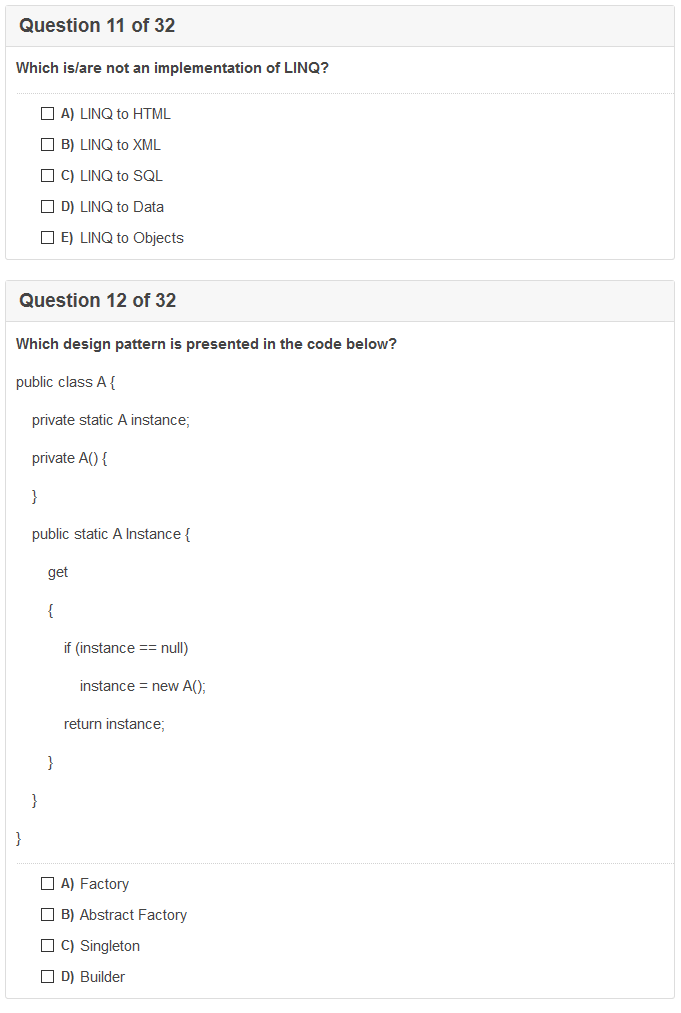 Question 11 of 32
Which is/are not an implementation of LINQ?
A) LINQ to HTML
B) LINQ to XML
C) LINQ to SQL
D) LINQ to Data
E) LINQ to Objects
Question 12 of 32
Which design pattern is presented in the code below?
public class A {
private static A instance;
private A() {
}
public static A Instance {
get
{
if (instance == null)
instance = new A();
return instance;
}
}
}
A) Factory
B) Abstract Factory
C) Singleton
D) Builder